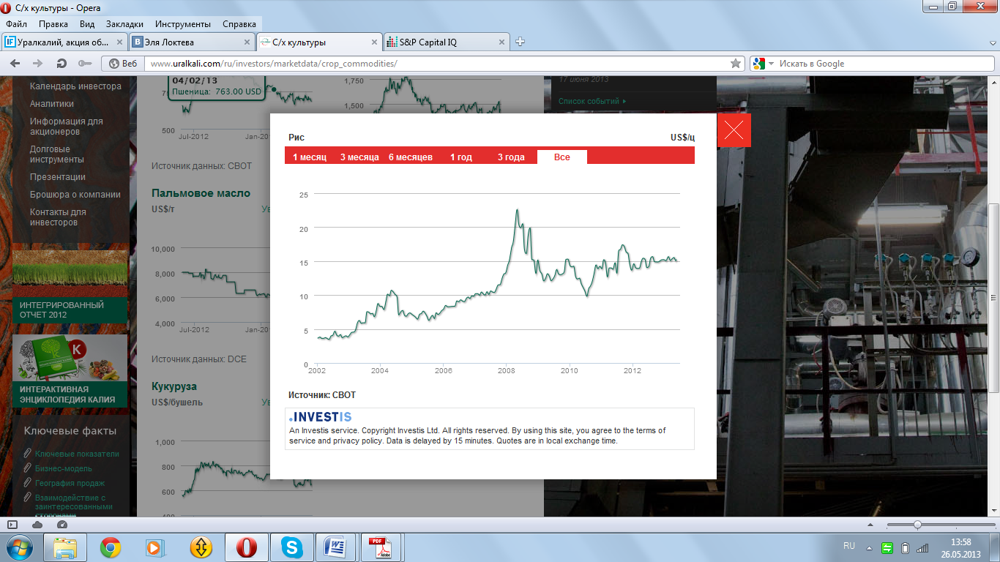 С/х культуры - Opera
Файл Правка Вид Закладки Инструменты Справка
Уралкалий, акция об...
Эля Локтева
С/х культуры
S&P Capital IQ
Веб
www.uralkali.com/ru/investors/marketdata/crop_commodities/
Искать в Google
Календарь инвестора
Аналитики
Информация для
акционеров
Долговые
инструменты
Презентации
Брошюра о компании
Контакты для
инвесторов
ИНТЕГРИРОВАННЫЙ
ОТЧЕТ 2012
К
ИНТЕРАКТИВНАЯ
ЭНЦИКЛОПЕДИЯ КАЛИЯ
Ключевые факты
Ключевые показатели
Бизнес-модель
География продаж
Взаимодействие с
заинтересованными
04/02/13
Пшеница: 763.00 USD
500
Jul-2012 Jan-
1,750
1,500
Источник данных: CBOT
Пальмовое масло
US$/т Ув
10,000
8,000
6,000
4,000
Jul-2012 Jan-
Источник данных: DCE
Кукуруза
US$/бушель Ув
1,000
800
600
400
17 июня 2013
Список событий
Рис US$/ц
1 месяц 3 месяца 6 месяцев 1 год 3 года Все
25
20
15
10
5
0
2002 2004 2006 2008 2010 2012
Источник: CBOT
INVESTIS
An Investis service. Copyright Investis Ltd. All rights reserved. By using this site, you agree to the terms of
service and privacy policy. Data is delayed by 15 minutes. Quotes are in local exchange time.
PDF
Adobe
RU
13:58
26.05.2013